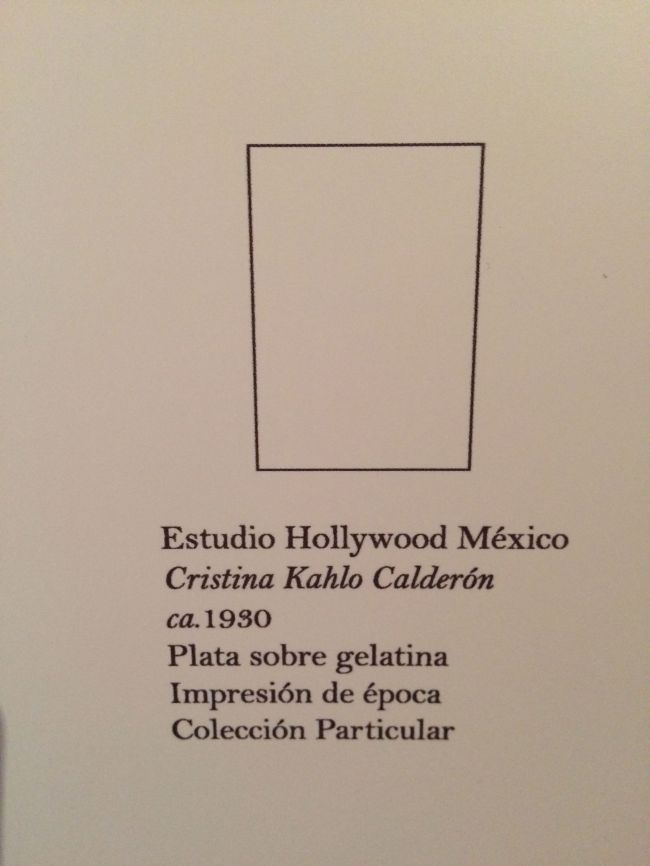 Estudio Hollywood México
Cristina Kahlo Calderón
ca.1930
Plata sobre gelatina
Impresión de época
Colección Particular